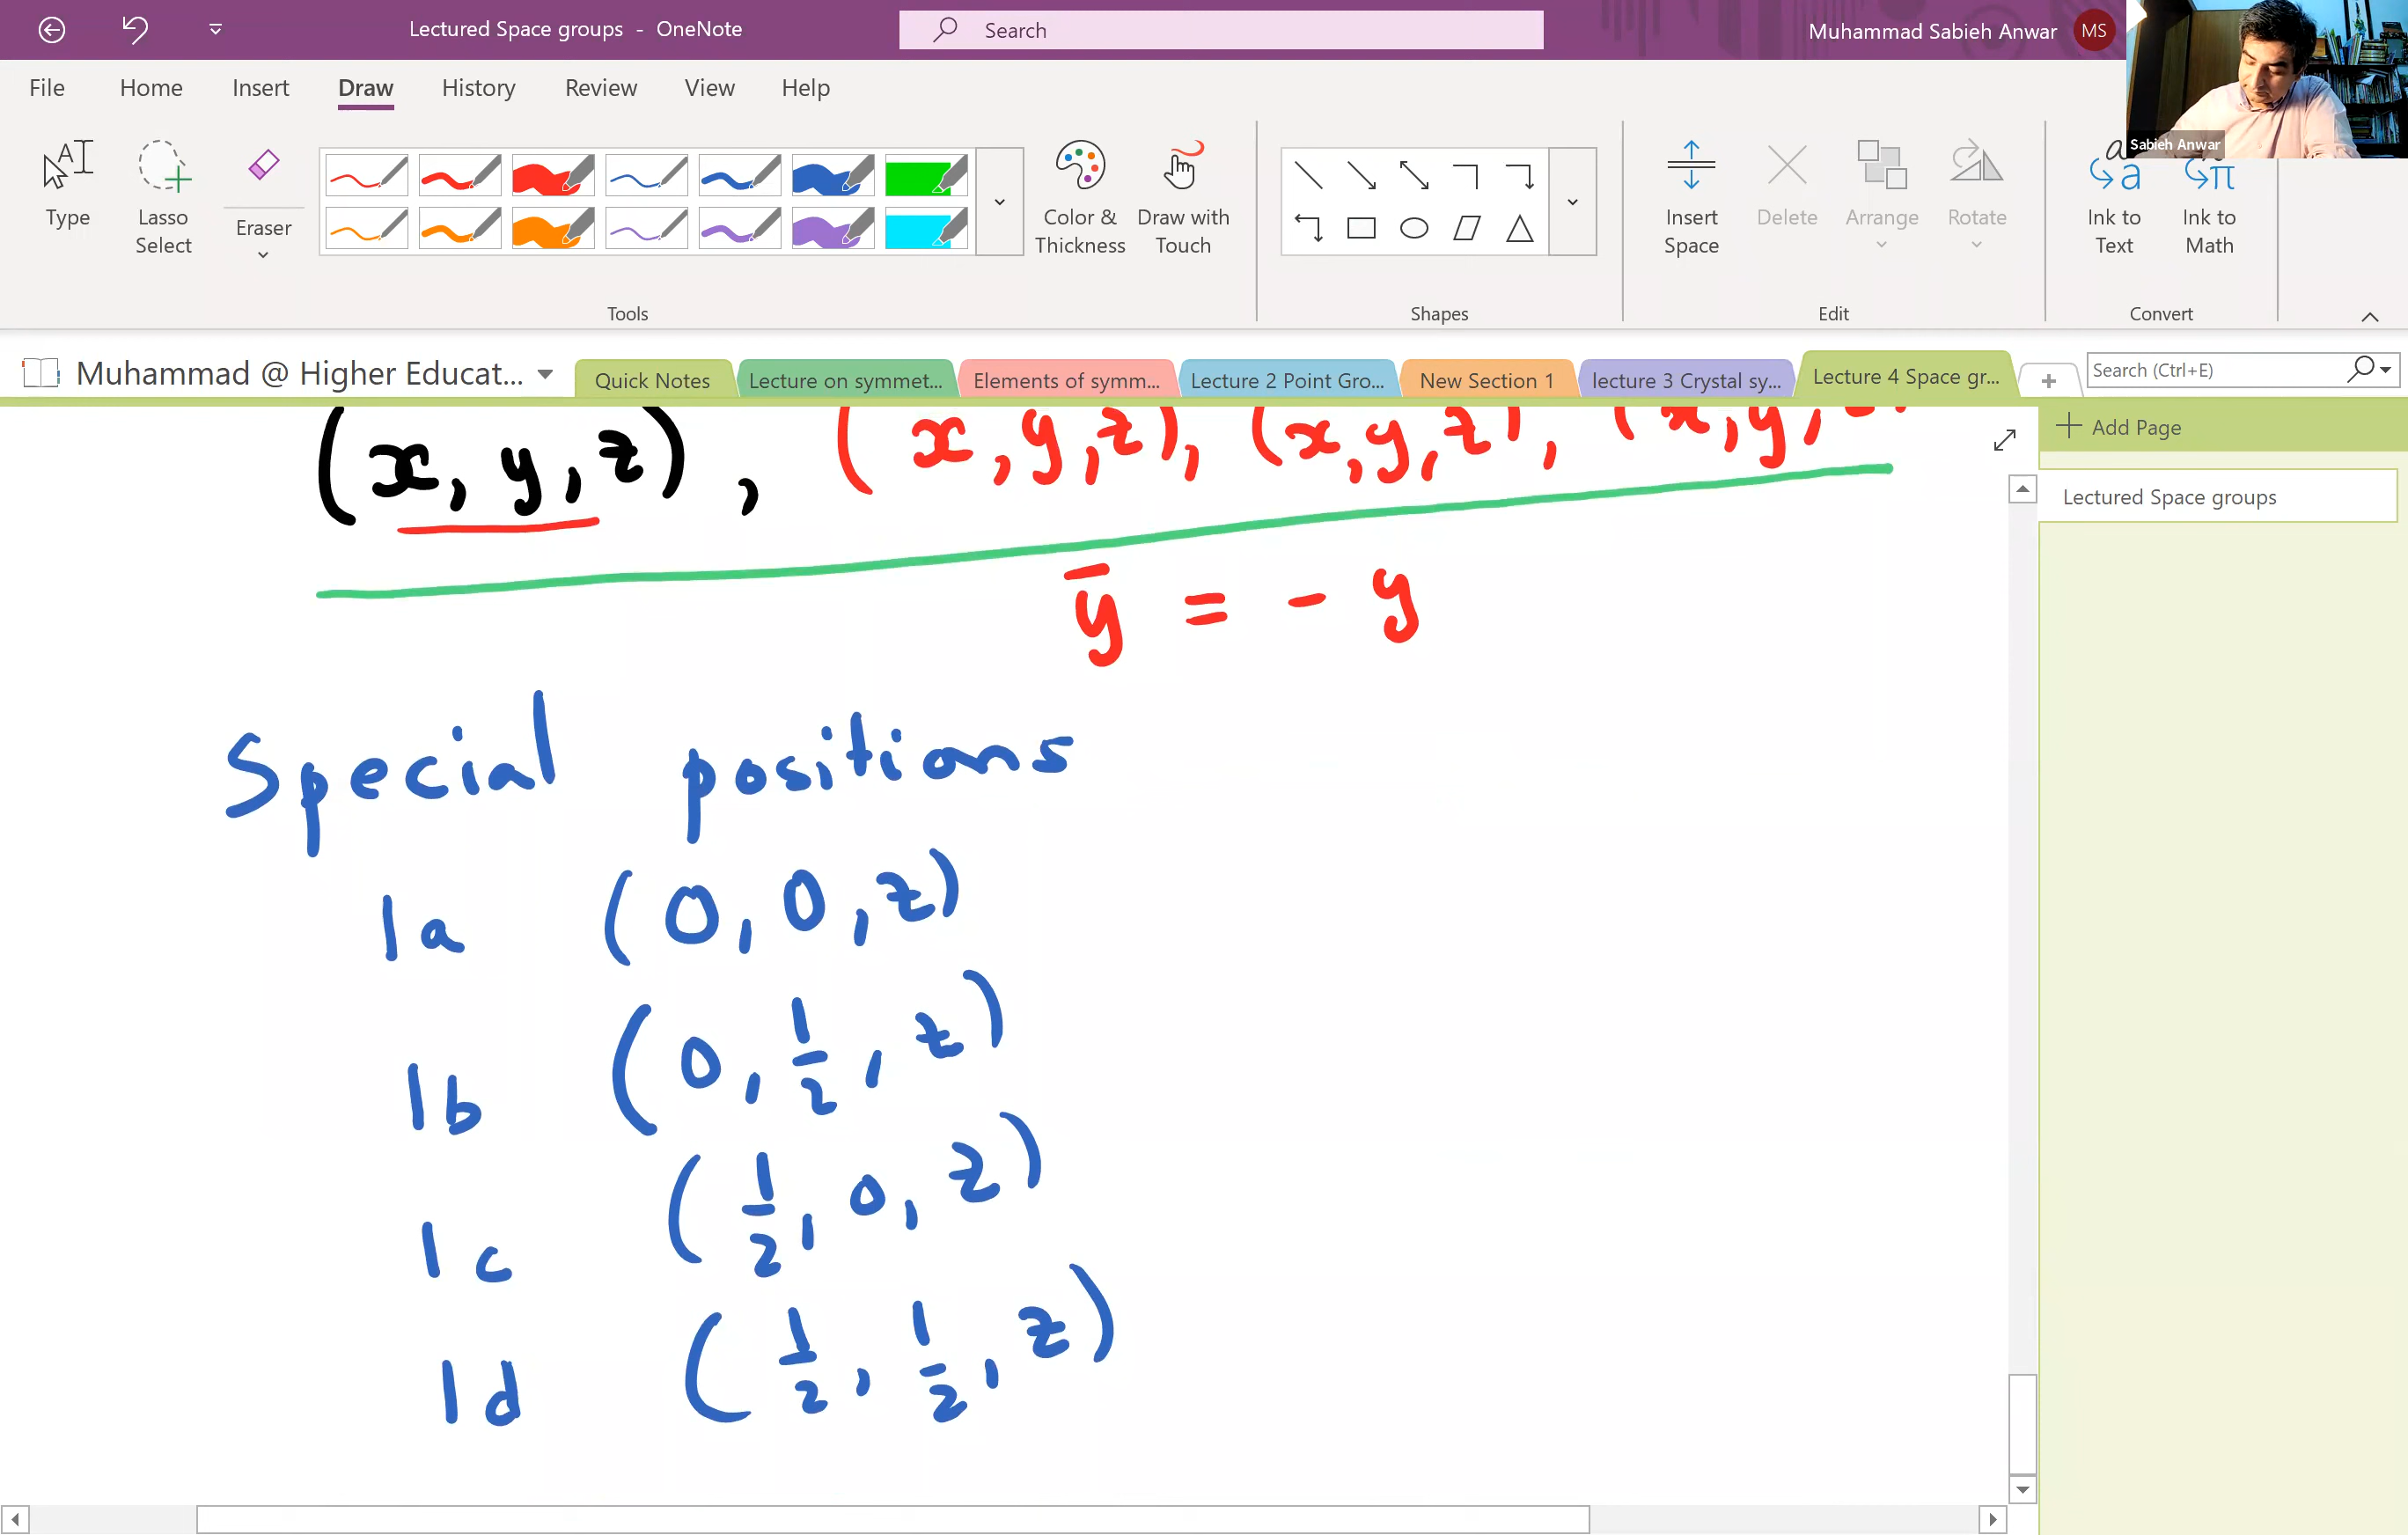 Lectured Space groups - OneNote
Search
Muhammad Sabieh Anwar MS
File Home Insert Draw History Review View Help
Type
Lasso Select
Eraser
Color & Thickness
Draw with Touch
Insert Space
Delete
Arrange
Rotate
Ink to Text
Ink to Math
Sabieh Anwar
Tools Shapes Edit Convert
Muhammad @ Higher Educat...
Quick Notes
Lecture on symmet...
Elements of symm...
Lecture 2 Point Gro...
New Section 1
lecture 3 Crystal sy...
Lecture 4 Space gr...
Search (Ctrl+E)
Add Page
Lectured Space groups
(x, y, z), (x, y, z), (x, y, z), (x, y,
ȳ = - y
Special positions
1a (0, 0, z)
1b (0, 1/2, z)
1c (1/2, 0, z)
1d (1/2, 1/2, z)